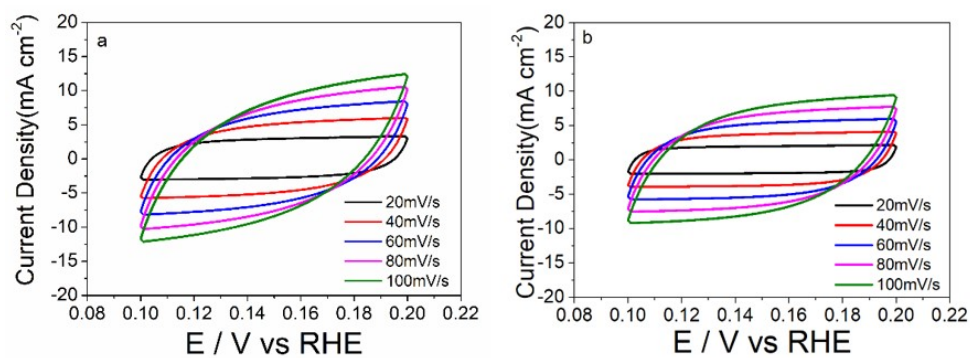 a
Current Density(mA cm-2)
20
15
10
5
0
-5
-10
-15
-20
0.08 0.10 0.12 0.14 0.16 0.18 0.20 0.22
E / V vs RHE
20mV/s
40mV/s
60mV/s
80mV/s
100mV/s
b
Current Density(mA cm-2)
20
15
10
5
0
-5
-10
-15
-20
0.08 0.10 0.12 0.14 0.16 0.18 0.20 0.22
E / V vs RHE
20mV/s
40mV/s
60mV/s
80mV/s
100mV/s